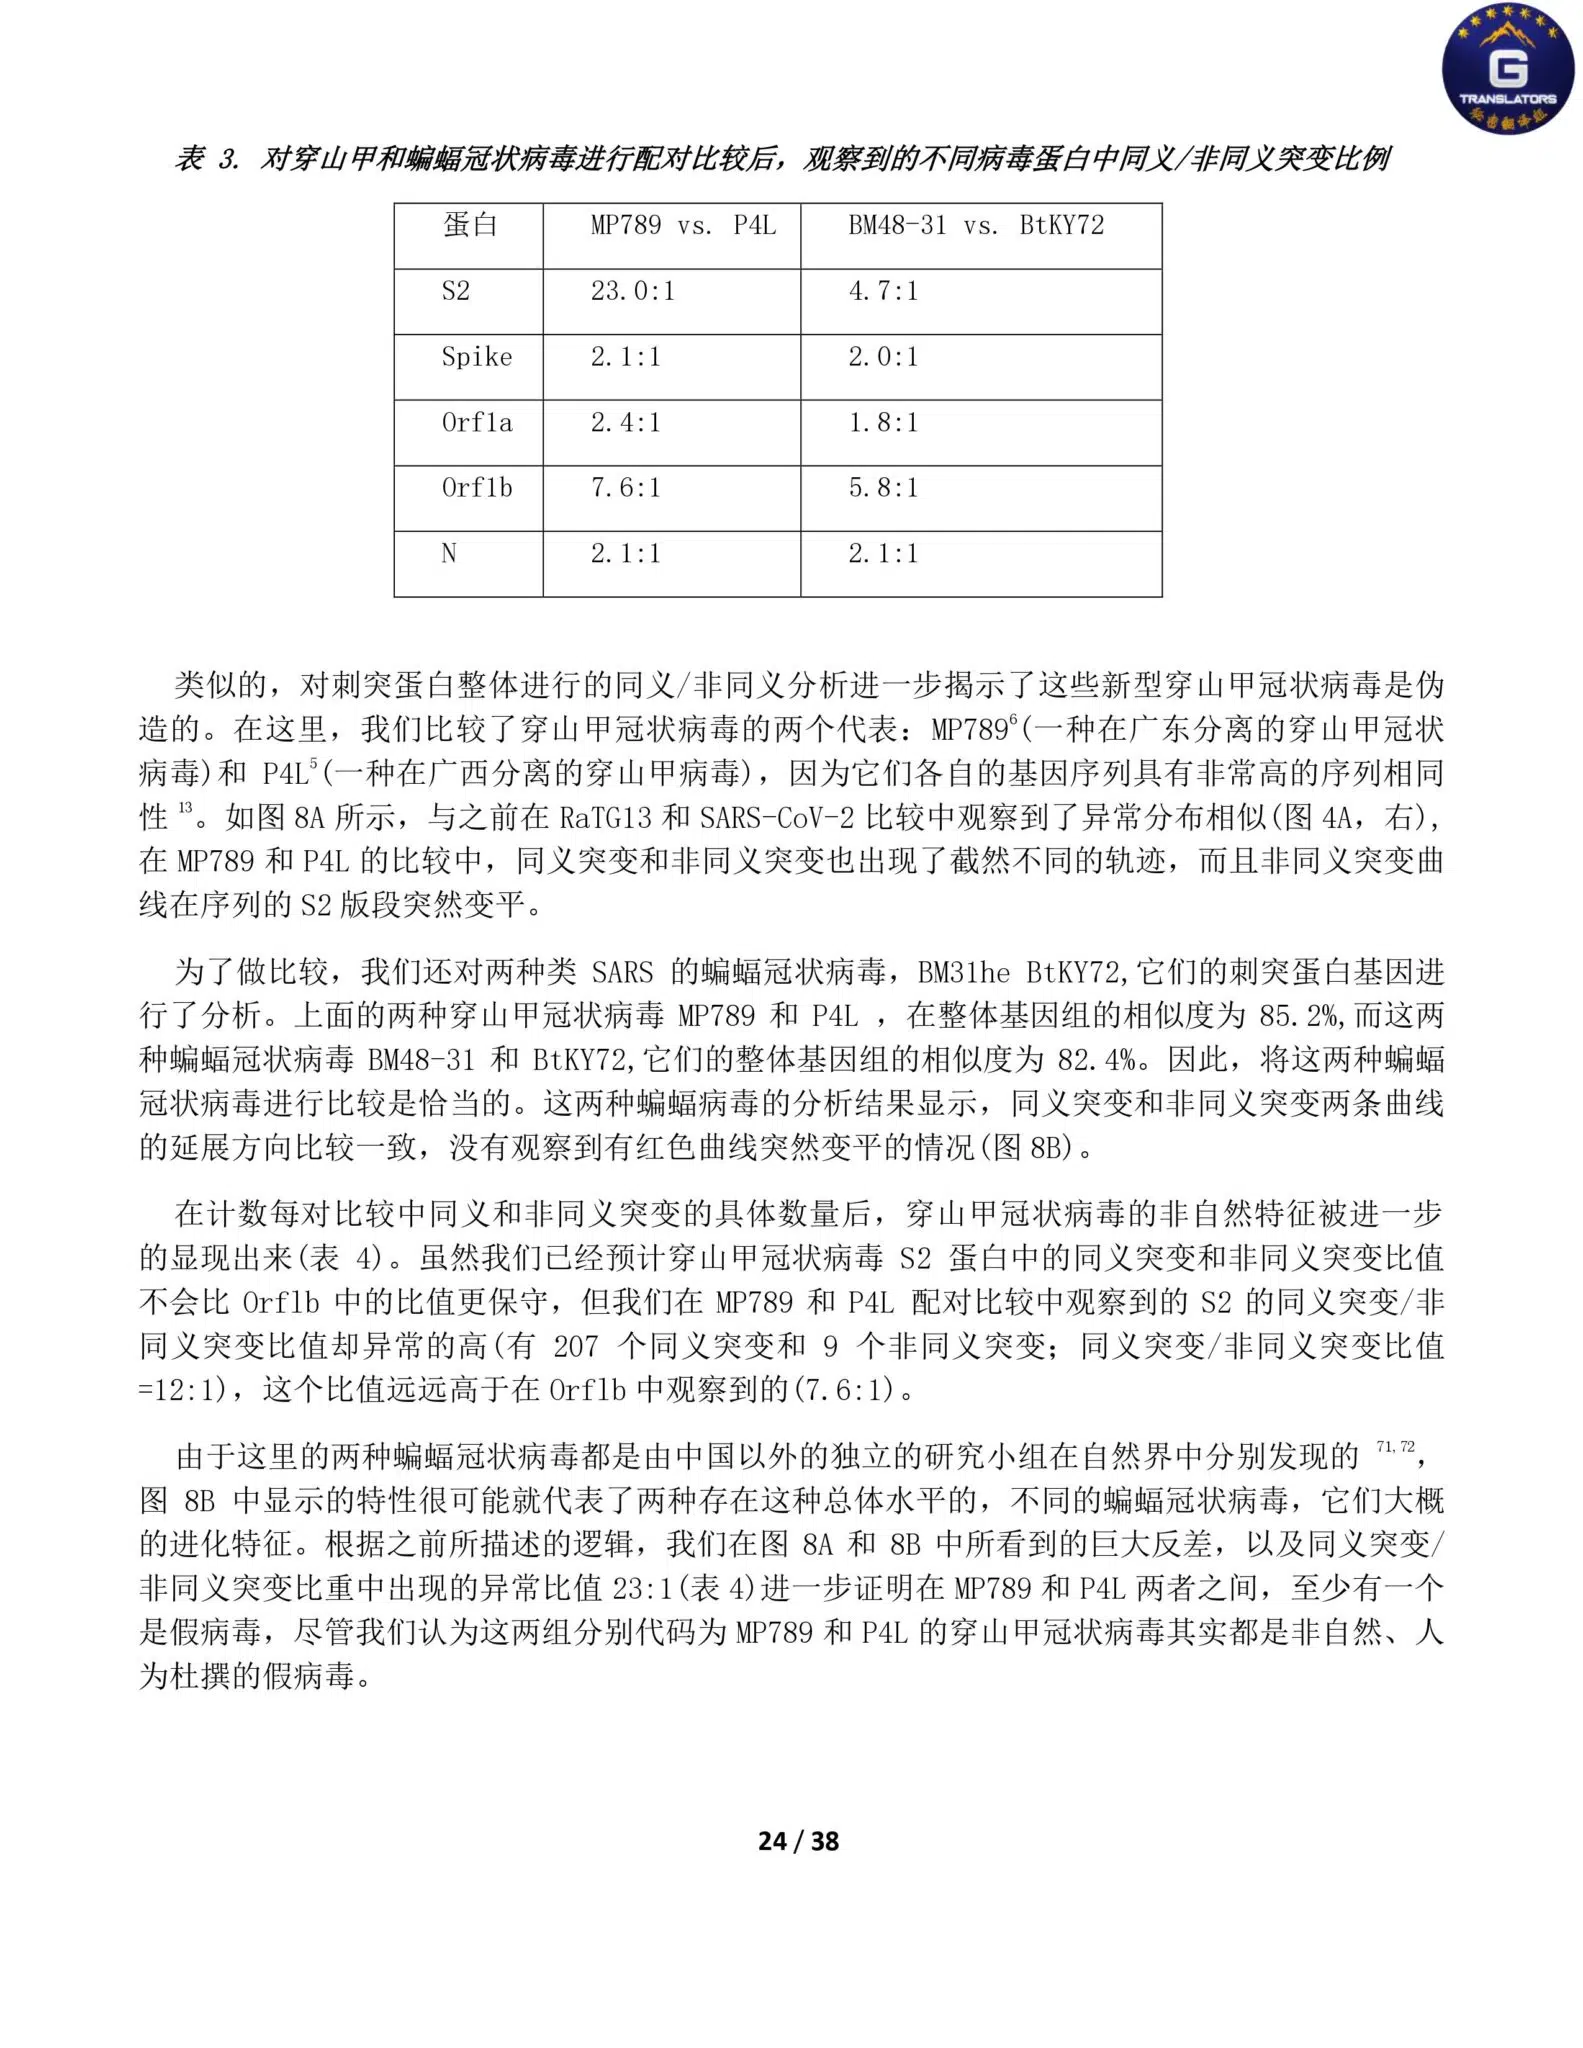 G
TRANSLATORS
秘密翻译组
表 3. 对穿山甲和蝙蝠冠状病毒进行配对比较后，观察到的不同病毒蛋白中同义/非同义突变比例
蛋白 MP789 vs. P4L BM48-31 vs. BtKY72
S2 23.0:1 4.7:1
Spike 2.1:1 2.0:1
Orf1a 2.4:1 1.8:1
Orf1b 7.6:1 5.8:1
N 2.1:1 2.1:1
类似的，对刺突蛋白整体进行的同义/非同义分析进一步揭示了这些新型穿山甲冠状病毒是伪
造的。在这里，我们比较了穿山甲冠状病毒的两个代表：MP789⁶(一种在广东分离的穿山甲冠状
病毒)和 P4L⁵(一种在广西分离的穿山甲病毒)，因为它们各自的基因序列具有非常高的序列相同
性 ¹³。如图 8A 所示，与之前在 RaTG13 和 SARS-CoV-2 比较中观察到了异常分布相似(图 4A，右),
在 MP789 和 P4L 的比较中，同义突变和非同义突变也出现了截然不同的轨迹，而且非同义突变曲
线在序列的 S2 版段突然变平。
为了做比较，我们还对两种类 SARS 的蝙蝠冠状病毒，BM31he BtKY72,它们的刺突蛋白基因进
行了分析。上面的两种穿山甲冠状病毒 MP789 和 P4L ，在整体基因组的相似度为 85.2%,而这两
种蝙蝠冠状病毒 BM48-31 和 BtKY72,它们的整体基因组的相似度为 82.4%。因此，将这两种蝙蝠
冠状病毒进行比较是恰当的。这两种蝙蝠病毒的分析结果显示，同义突变和非同义突变两条曲线
的延展方向比较一致，没有观察到有红色曲线突然变平的情况(图 8B)。
在计数每对比较中同义和非同义突变的具体数量后，穿山甲冠状病毒的非自然特征被进一步
的显现出来(表 4)。虽然我们已经预计穿山甲冠状病毒 S2 蛋白中的同义突变和非同义突变比值
不会比 Orf1b 中的比值更保守，但我们在 MP789 和 P4L 配对比较中观察到的 S2 的同义突变/非
同义突变比值却异常的高(有 207 个同义突变和 9 个非同义突变；同义突变/非同义突变比值
=12:1)，这个比值远远高于在 Orf1b 中观察到的(7.6:1)。
由于这里的两种蝙蝠冠状病毒都是由中国以外的独立的研究小组在自然界中分别发现的 ⁷¹,⁷²，
图 8B 中显示的特性很可能就代表了两种存在这种总体水平的，不同的蝙蝠冠状病毒，它们大概
的进化特征。根据之前所描述的逻辑，我们在图 8A 和 8B 中所看到的巨大反差，以及同义突变/
非同义突变比重中出现的异常比值 23:1(表 4)进一步证明在 MP789 和 P4L 两者之间，至少有一个
是假病毒，尽管我们认为这两组分别代码为 MP789 和 P4L 的穿山甲冠状病毒其实都是非自然、人
为杜撰的假病毒。
24 / 38